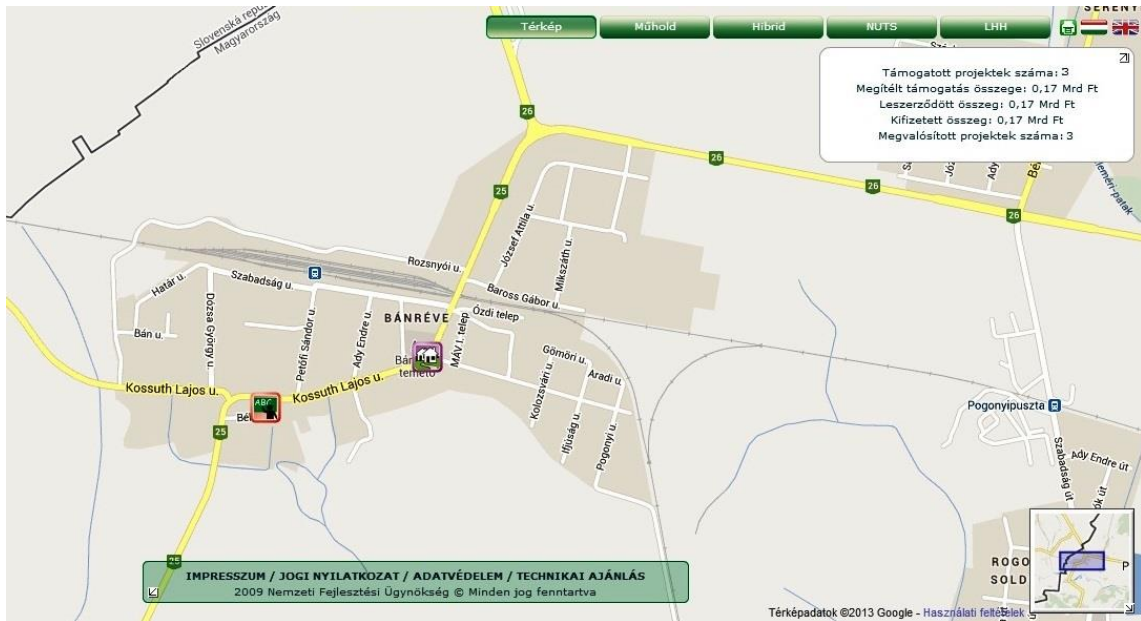 Slovenská repu
Magyarország
Térkép
Műhold
Hibrid
NUTS
LHH
SERENY
Támogatott projektek száma: 3
Megítélt támogatás összege: 0,17 Mrd Ft
Leszerződött összeg: 0,17 Mrd Ft
Kifizetett összeg: 0,17 Mrd Ft
Megvalósított projektek száma: 3
26
26
26
26
25
Ady
József Attila u.
Mikszáth u.
Rozsnyói u.
Baross Gábor u.
Határ u.
Szabadság u.
Ózdi telep
BÁNRÉVE
MÁV I. telep
Bán u.
Dózsa György u.
Petőfi Sándor u.
Ady Endre u.
temető
Gömöri u.
Aradi u.
Kolozsvári u.
Ifjúság u.
Pogonyi u.
Kossuth Lajos u.
Kossuth Lajos u.
ABC
25
25
Pogonyipuszta
Szabadság út
Ady Endre út
ROGO
SOLD
P
IMPRESSZUM / JOGI NYILATKOZAT / ADATVÉDELEM / TECHNIKAI AJÁNLÁS
2009 Nemzeti Fejlesztési Ügynökség © Minden jog fenntartva
Térképadatok ©2013 Google - Használati feltételek